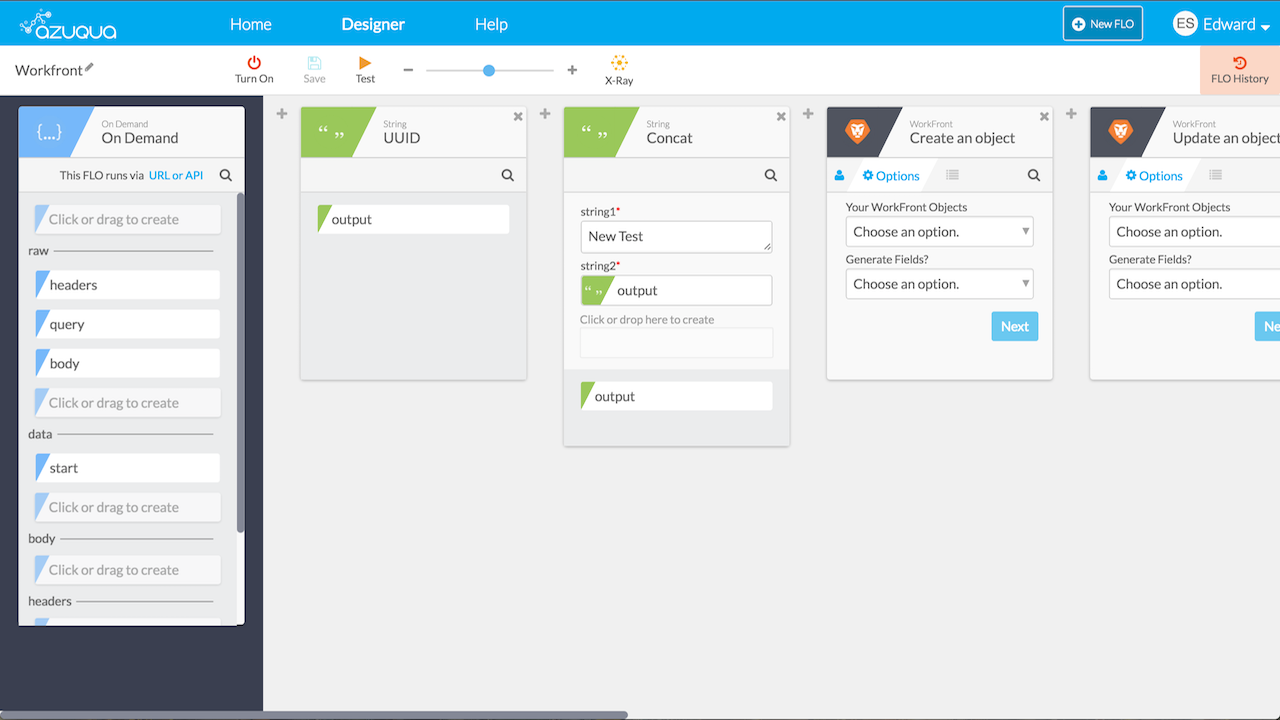 azuqua
Home
Designer
Help
New FLO
ES
Edward
Workfront
Turn On
Save
Test
X-Ray
FLO History
{...}
On Demand
On Demand
This FLO runs via URL or API
Click or drag to create
raw
headers
query
body
Click or drag to create
data
start
Click or drag to create
body
Click or drag to create
headers
“ ”
String
UUID
output
“ ”
String
Concat
string1*
New Test
string2*
“ ” output
Click or drop here to create
output
WorkFront
Create an object
Options
Your WorkFront Objects
Choose an option.
Generate Fields?
Choose an option.
Next
WorkFront
Update an object
Options
Your WorkFront Objects
Choose an option.
Generate Fields?
Choose an option.
Ne